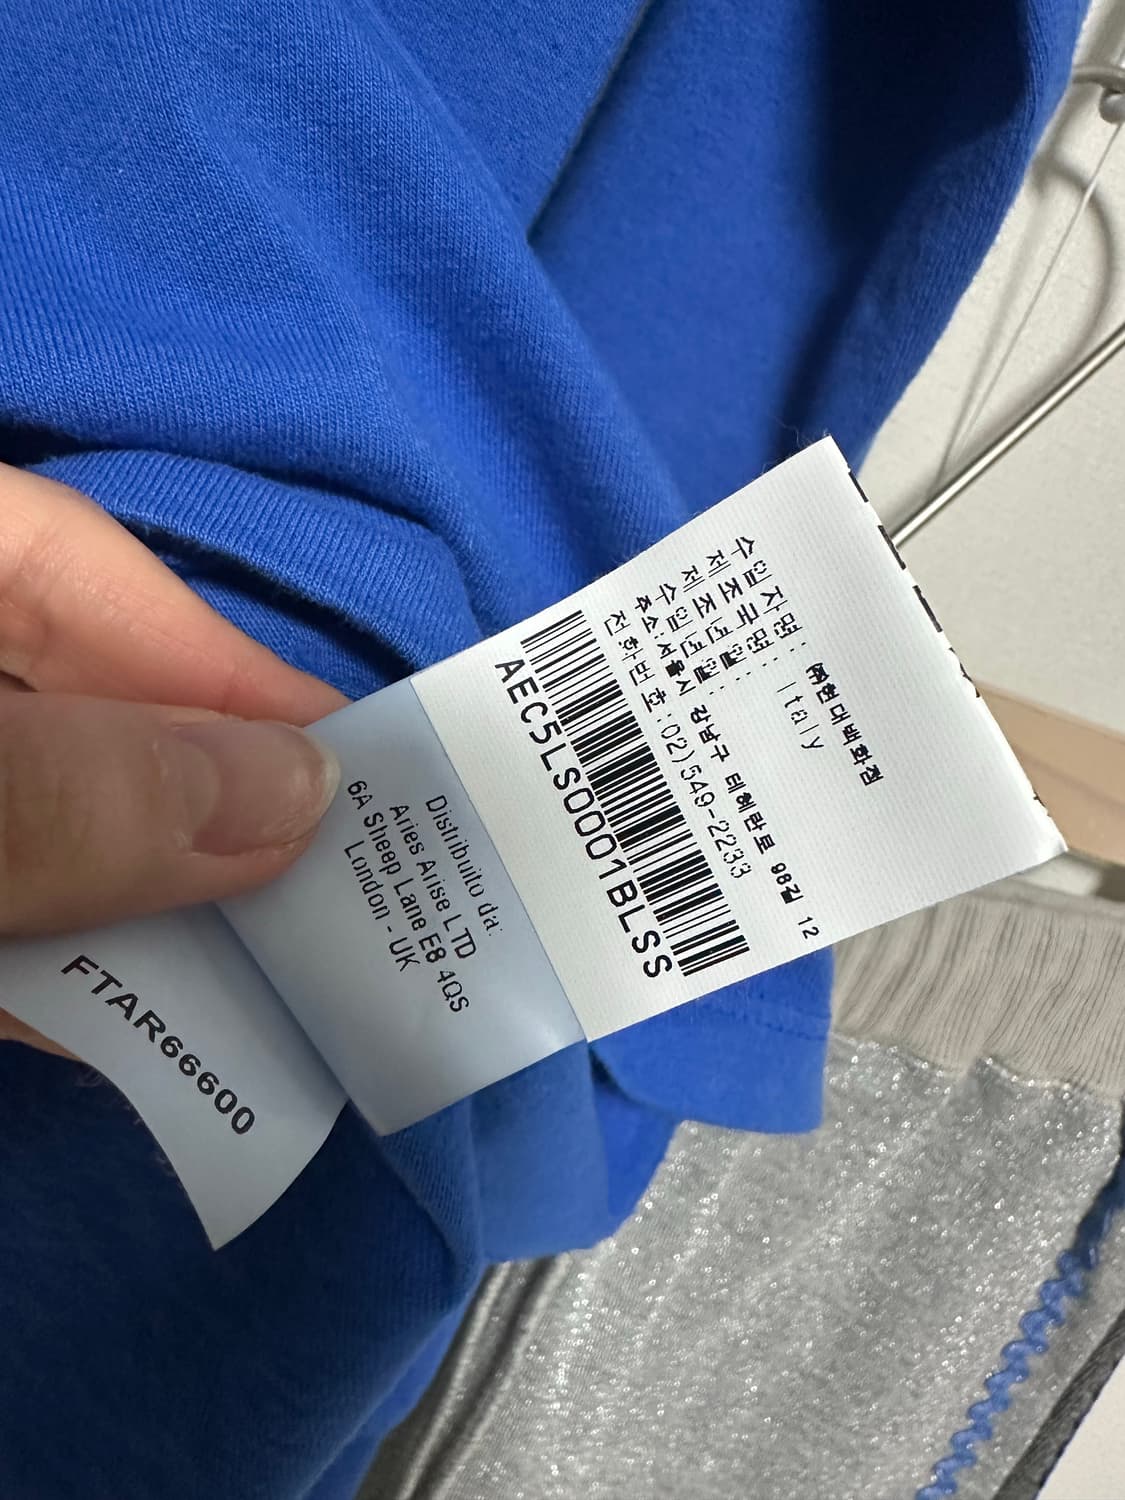 수입자명: ㈜현대백화점
제조국명: Italy
제조년월:
수입년월:
주소:서울시 강남구 테헤란로 98길 12
전화번호:02)549-2233
AEC5LS0001BLSS
Distribuito da:
Aries Arise LTD
6A Sheep Lane E8 4QS
London - UK
FTAR66600